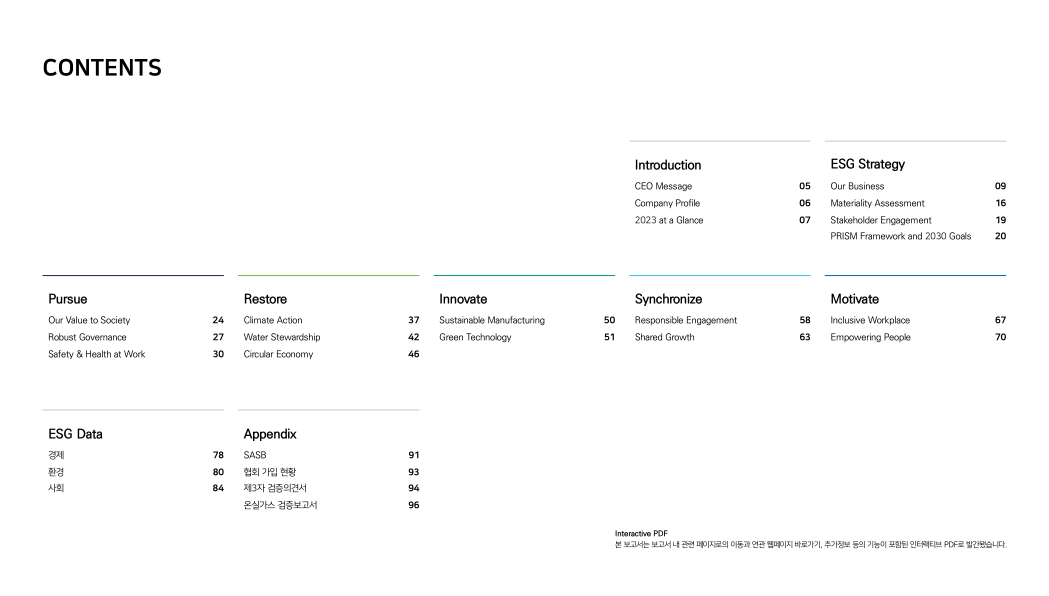 CONTENTS
Introduction
CEO Message 05
Company Profile 06
2023 at a Glance 07
ESG Strategy
Our Business 09
Materiality Assessment 16
Stakeholder Engagement 19
PRISM Framework and 2030 Goals 20
Pursue
Our Value to Society 24
Robust Governance 27
Safety & Health at Work 30
Restore
Climate Action 37
Water Stewardship 42
Circular Economy 46
Innovate
Sustainable Manufacturing 50
Green Technology 51
Synchronize
Responsible Engagement 58
Shared Growth 63
Motivate
Inclusive Workplace 67
Empowering People 70
ESG Data
경제 78
환경 80
사회 84
Appendix
SASB 91
협회 가입 현황 93
제3자 검증의견서 94
온실가스 검증보고서 96
Interactive PDF
본 보고서는 보고서 내 관련 페이지로의 이동과 연관 웹페이지 바로가기, 추가정보 등의 기능이 포함된 인터랙티브 PDF로 발간됐습니다.